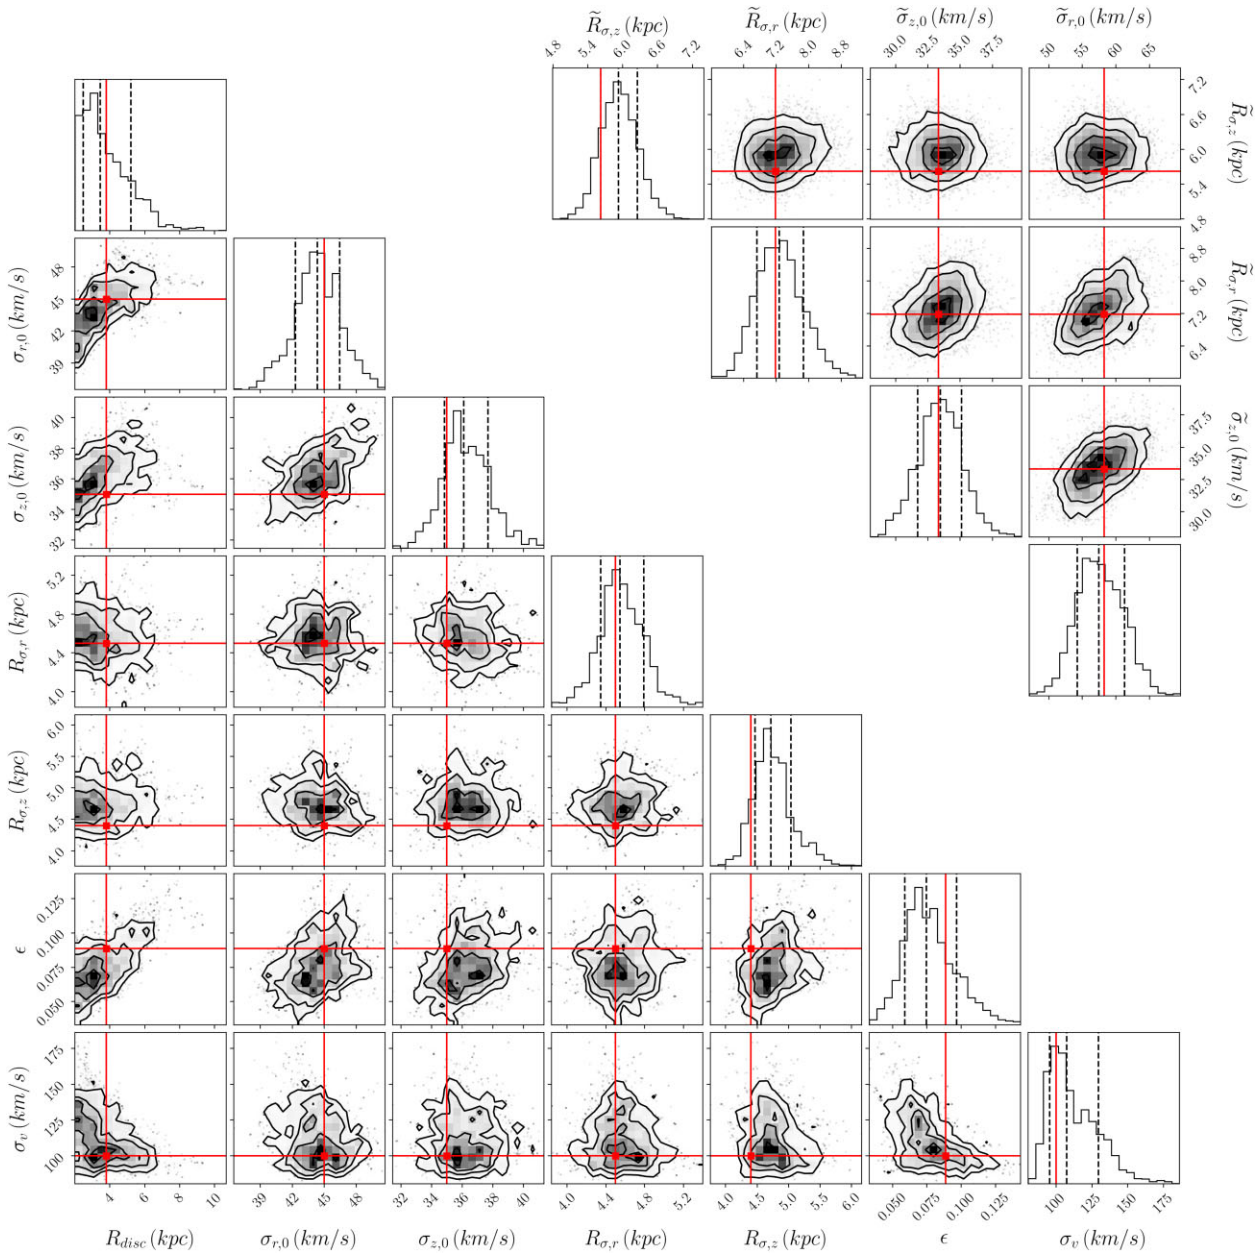 R̃σ,z (kpc) R̃σ,r (kpc) σ̃z,0 (km/s) σ̃r,0 (km/s)
4.8 5.4 6.0 6.6 7.2 6.4 7.2 8.0 8.8 30.0 32.5 35.0 37.5 50 55 60 65
7.2 6.6 6.0 5.4 4.8 R̃σ,z (kpc)
σr,0 (km/s) 48 45 42 39
8.8 8.0 7.2 6.4 R̃σ,r (kpc)
σz,0 (km/s) 40 38 36 34 32
37.5 35.0 32.5 30.0 σ̃z,0 (km/s)
Rσ,r (kpc) 5.2 4.8 4.4 4.0
Rσ,z (kpc) 6.0 5.5 5.0 4.5 4.0
ϵ 0.125 0.100 0.075 0.050
σv (km/s) 175 150 125 100
4 6 8 10 39 42 45 48 32 34 36 38 40 4.0 4.4 4.8 5.2 4.0 4.5 5.0 5.5 6.0 0.050 0.075 0.100 0.125 100 125 150 175
Rdisc (kpc) σr,0 (km/s) σz,0 (km/s) Rσ,r (kpc) Rσ,z (kpc) ϵ σv (km/s)